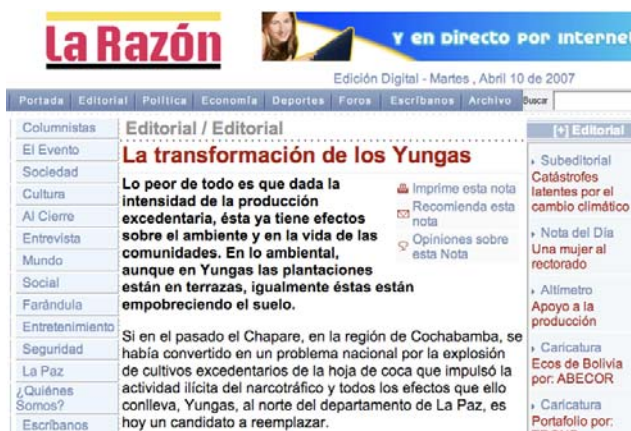 La Razón
Y en Directo por Internet
Edición Digital - Martes , Abril 10 de 2007
Portada Editorial Política Economía Deportes Foros Escríbanos Archivo Buscar
Columnistas
El Evento
Sociedad
Cultura
Al Cierre
Entrevista
Mundo
Social
Farándula
Entretenimiento
Seguridad
La Paz
¿Quiénes
Somos?
Escríbanos
Editorial / Editorial
La transformación de los Yungas
Lo peor de todo es que dada la
intensidad de la producción
excedentaria, ésta ya tiene efectos
sobre el ambiente y en la vida de las
comunidades. En lo ambiental,
aunque en Yungas las plantaciones
están en terrazas, igualmente éstas están
empobreciendo el suelo.
Imprime esta nota
Recomienda esta
nota
Opiniones sobre
esta Nota
Si en el pasado el Chapare, en la región de Cochabamba, se
había convertido en un problema nacional por la explosión
de cultivos excedentarios de la hoja de coca que impulsó la
actividad ilícita del narcotráfico y todos los efectos que ello
conlleva, Yungas, al norte del departamento de La Paz, es
hoy un candidato a reemplazar.
[+] Editorial
Subeditorial
Catástrofes
latentes por el
cambio climático
Nota del Día
Una mujer al
rectorado
Altímetro
Apoyo a la
producción
Caricatura
Ecos de Bolivia
por: ABECOR
Caricatura
Portafolio por: